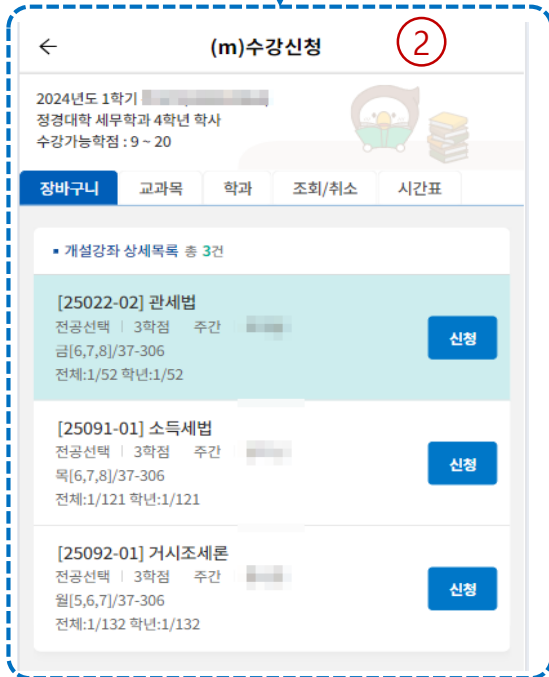 ← (m)수강신청 2
2024년도 1학기
정경대학 세무학과 4학년 학사
수강가능학점 : 9 ~ 20
장바구니 교과목 학과 조회/취소 시간표
▪ 개설강좌 상세목록 총 3건
[25022-02] 관세법
전공선택 | 3학점 주간
신청
금[6,7,8]/37-306
전체:1/52 학년:1/52
[25091-01] 소득세법
전공선택 | 3학점 주간
신청
목[6,7,8]/37-306
전체:1/121 학년:1/121
[25092-01] 거시조세론
전공선택 | 3학점 주간
신청
월[5,6,7]/37-306
전체:1/132 학년:1/132